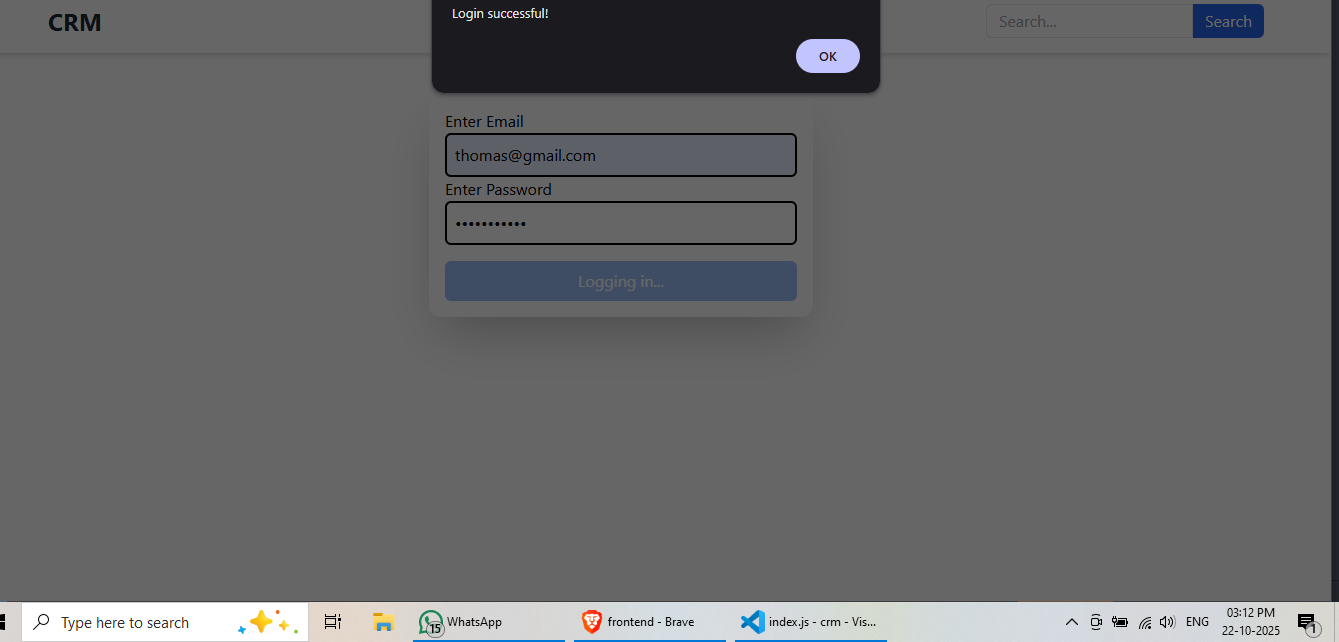 Login successful!
CRM
Search...
Search
OK
Enter Email
thomas@gmail.com
Enter Password
•••••••••••
Logging in...
Type here to search
15
WhatsApp
frontend - Brave
index.js - crm - Vis...
ENG
03:12 PM
22-10-2025
1